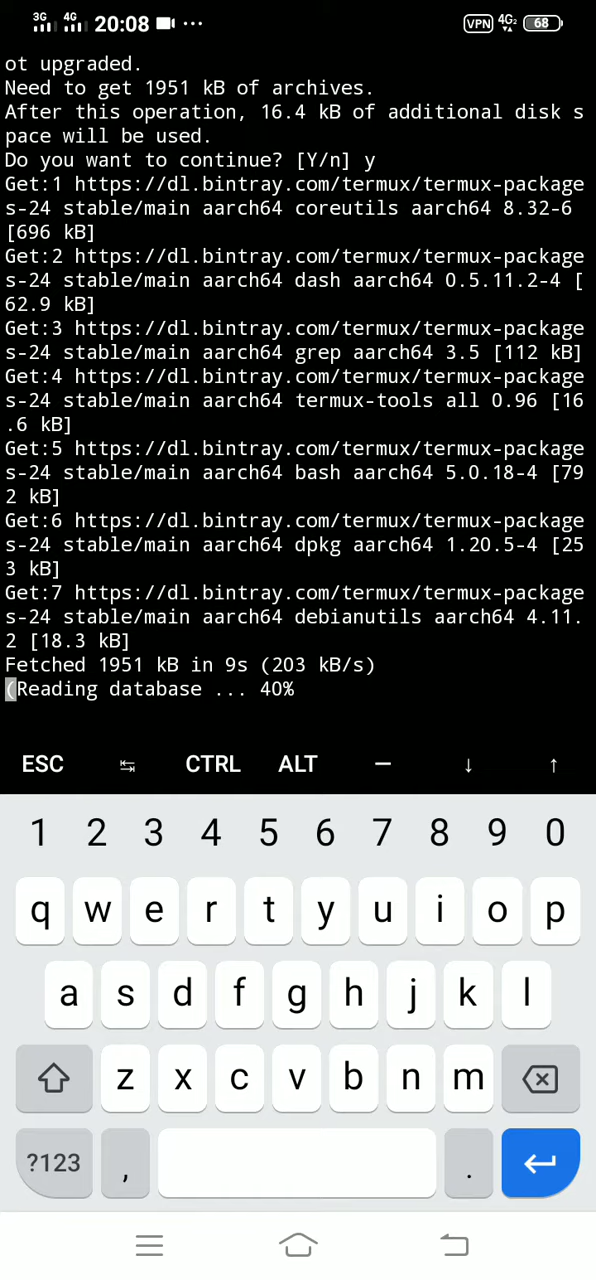 3G 4G 20:08 ... VPN 4G2 68
ot upgraded.
Need to get 1951 kB of archives.
After this operation, 16.4 kB of additional disk s
pace will be used.
Do you want to continue? [Y/n] y
Get:1 https://dl.bintray.com/termux/termux-package
s-24 stable/main aarch64 coreutils aarch64 8.32-6
[696 kB]
Get:2 https://dl.bintray.com/termux/termux-package
s-24 stable/main aarch64 dash aarch64 0.5.11.2-4 [
62.9 kB]
Get:3 https://dl.bintray.com/termux/termux-package
s-24 stable/main aarch64 grep aarch64 3.5 [112 kB]
Get:4 https://dl.bintray.com/termux/termux-package
s-24 stable/main aarch64 termux-tools all 0.96 [16
.6 kB]
Get:5 https://dl.bintray.com/termux/termux-package
s-24 stable/main aarch64 bash aarch64 5.0.18-4 [79
2 kB]
Get:6 https://dl.bintray.com/termux/termux-package
s-24 stable/main aarch64 dpkg aarch64 1.20.5-4 [25
3 kB]
Get:7 https://dl.bintray.com/termux/termux-package
s-24 stable/main aarch64 debianutils aarch64 4.11.
2 [18.3 kB]
Fetched 1951 kB in 9s (203 kB/s)
(Reading database ... 40%
ESC ↹ CTRL ALT — ↓ ↑
1 2 3 4 5 6 7 8 9 0
q w e r t y u i o p
a s d f g h j k l
z x c v b n m
?123 , .